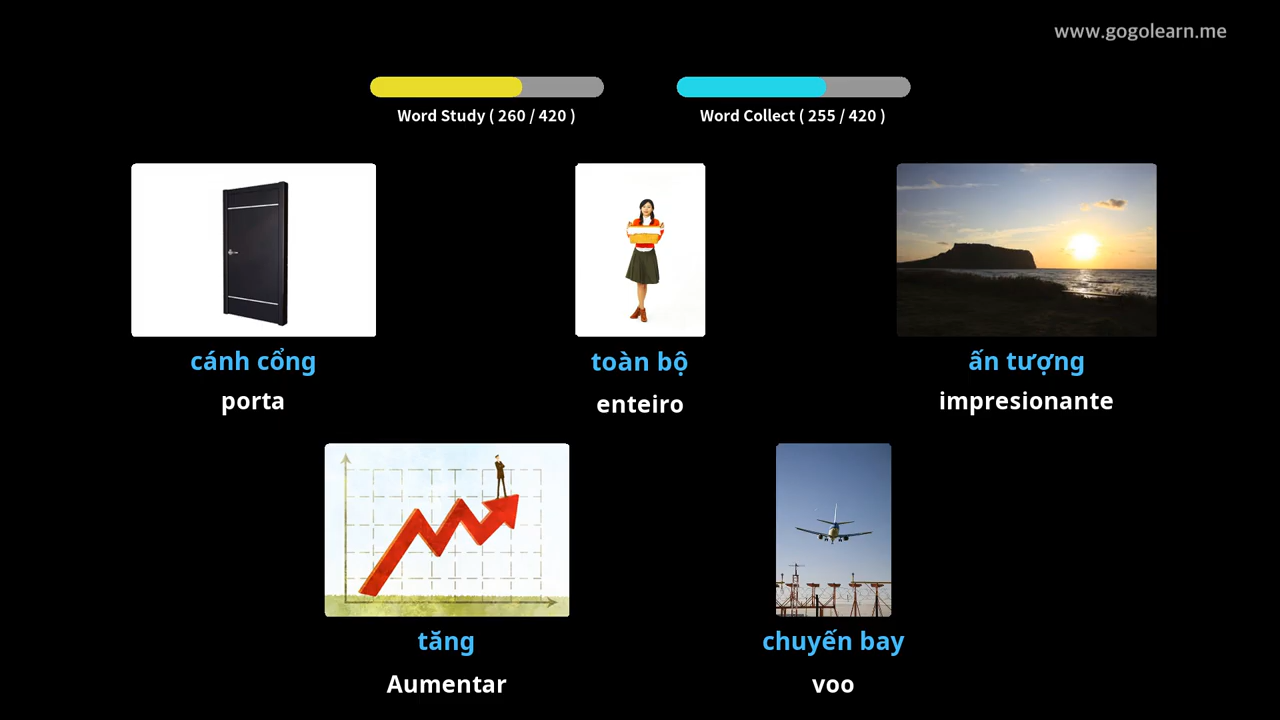 www.gogolearn.me
Word Study ( 260 / 420 )
Word Collect ( 255 / 420 )
cánh cổng
porta
toàn bộ
enteiro
ấn tượng
impresionante
tăng
Aumentar
chuyến bay
voo